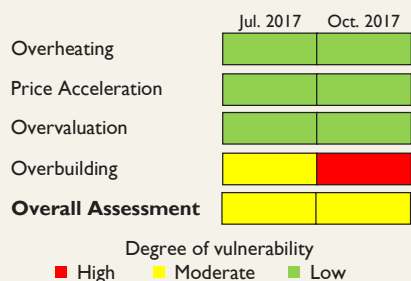 Jul. 2017 Oct. 2017
Overheating
Price Acceleration
Overvaluation
Overbuilding
Overall Assessment
Degree of vulnerability
High Moderate Low